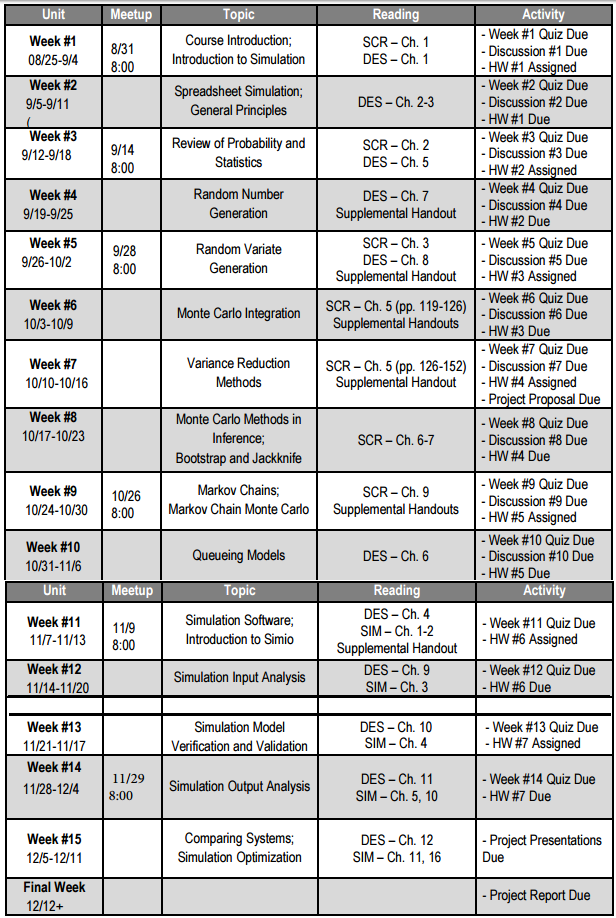 Unit Meetup Topic Reading Activity
Week #1
08/25-9/4
8/31
8:00
Course Introduction;
Introduction to Simulation
SCR – Ch. 1
DES – Ch. 1
- Week #1 Quiz Due
- Discussion #1 Due
- HW #1 Assigned
Week #2
9/5-9/11
(
Spreadsheet Simulation;
General Principles
DES – Ch. 2-3
- Week #2 Quiz Due
- Discussion #2 Due
- HW #1 Due
Week #3
9/12-9/18
9/14
8:00
Review of Probability and
Statistics
SCR – Ch. 2
DES – Ch. 5
- Week #3 Quiz Due
- Discussion #3 Due
- HW #2 Assigned
Week #4
9/19-9/25
Random Number
Generation
DES – Ch. 7
Supplemental Handout
- Week #4 Quiz Due
- Discussion #4 Due
- HW #2 Due
Week #5
9/26-10/2
9/28
8:00
Random Variate
Generation
SCR – Ch. 3
DES – Ch. 8
Supplemental Handout
- Week #5 Quiz Due
- Discussion #5 Due
- HW #3 Assigned
Week #6
10/3-10/9
Monte Carlo Integration
SCR – Ch. 5 (pp. 119-126)
Supplemental Handouts
- Week #6 Quiz Due
- Discussion #6 Due
- HW #3 Due
Week #7
10/10-10/16
Variance Reduction
Methods
SCR – Ch. 5 (pp. 126-152)
Supplemental Handout
- Week #7 Quiz Due
- Discussion #7 Due
- HW #4 Assigned
- Project Proposal Due
Week #8
10/17-10/23
Monte Carlo Methods in
Inference;
Bootstrap and Jackknife
SCR – Ch. 6-7
- Week #8 Quiz Due
- Discussion #8 Due
- HW #4 Due
Week #9
10/24-10/30
10/26
8:00
Markov Chains;
Markov Chain Monte Carlo
SCR – Ch. 9
Supplemental Handouts
- Week #9 Quiz Due
- Discussion #9 Due
- HW #5 Assigned
Week #10
10/31-11/6
Queueing Models
DES – Ch. 6
- Week #10 Quiz Due
- Discussion #10 Due
- HW #5 Due
Unit Meetup Topic Reading Activity
Week #11
11/7-11/13
11/9
8:00
Simulation Software;
Introduction to Simio
DES – Ch. 4
SIM – Ch. 1-2
Supplemental Handout
- Week #11 Quiz Due
- HW #6 Assigned
Week #12
11/14-11/20
Simulation Input Analysis
DES – Ch. 9
SIM – Ch. 3
- Week #12 Quiz Due
- HW #6 Due
Week #13
11/21-11/17
Simulation Model
Verification and Validation
DES – Ch. 10
SIM – Ch. 4
- Week #13 Quiz Due
- HW #7 Assigned
Week #14
11/28-12/4
11/29
8:00
Simulation Output Analysis
DES – Ch. 11
SIM – Ch. 5, 10
- Week #14 Quiz Due
- HW #7 Due
Week #15
12/5-12/11
Comparing Systems;
Simulation Optimization
DES – Ch. 12
SIM – Ch. 11, 16
- Project Presentations
Due
Final Week
12/12+
- Project Report Due